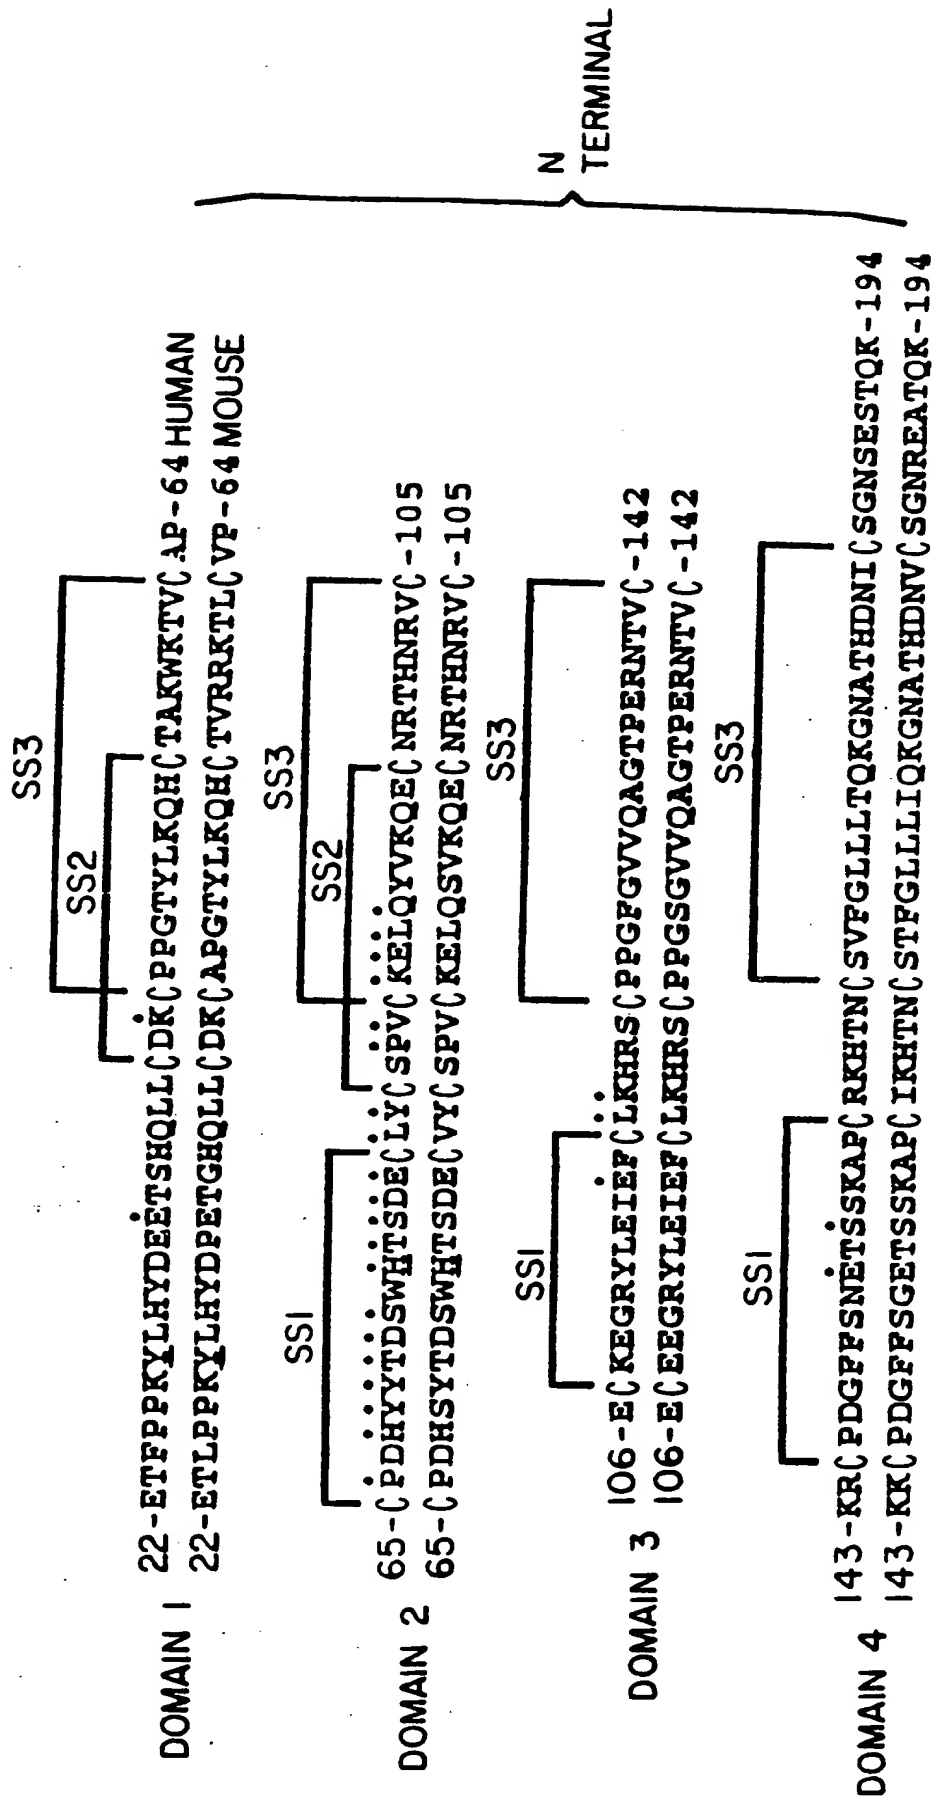 SS3
SS2
DOMAIN 1 22-ETFPPKYLHYDEETSHQLLCDKCPPGTYLKQHCTAKWKTVCAP-64 HUMAN
22-ETLPPKYLHYDPETGHQLLCDKCAPGTYLKQHCTVRRKTLCVP-64 MOUSE
SS3
SS1 SS2
65-CPDHYYTDSWHTSDECLYCSPVCKELQYVKQECNRTHNRVC-105
DOMAIN 2
65-CPDHSYTDSWHTSDECVYCSPVCKELQSVKQECNRTHNRVC-105
N
TERMINAL
SS3
SS1
106-ECKEGRYLEIEFCLKHRSCPPGFGVVQAGTPERNTVC-142
DOMAIN 3
106-ECEEGRYLEIEFCLKHRSCPPGSGVVQAGTPERNTVC-142
SS1 SS3
143-KRCPDGFFSNETSSKAPCRKHTNCSVFGLLLTQKGNATHDNICSGNSESTQK-194
DOMAIN 4
143-KKCPDGFFSGETSSKAPCIKHTNCSTFGLLLIQKGNATHDNVCSGNREATQK-194